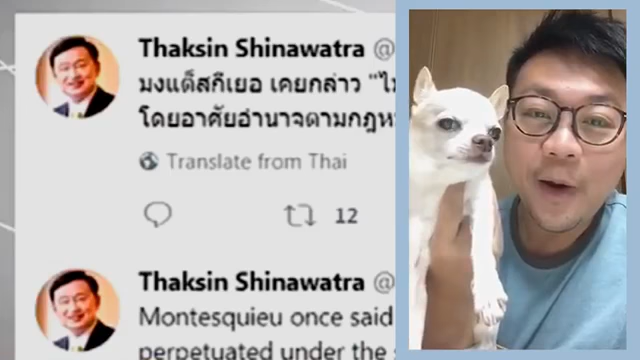 Thaksin Shinawatra @
มงแต็สกีเยอ เคยกล่าว "ไม
โดยอาศัยอำนาจตามกฎห
Translate from Thai
12
Thaksin Shinawatra @
Montesquieu once said
perpetuated under the